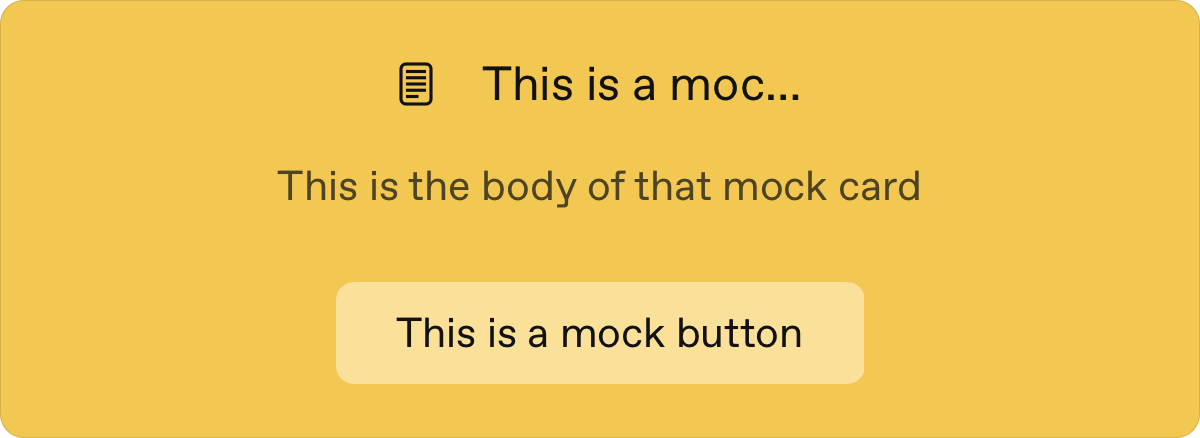 This is a moc...
This is the body of that mock card
This is a mock button